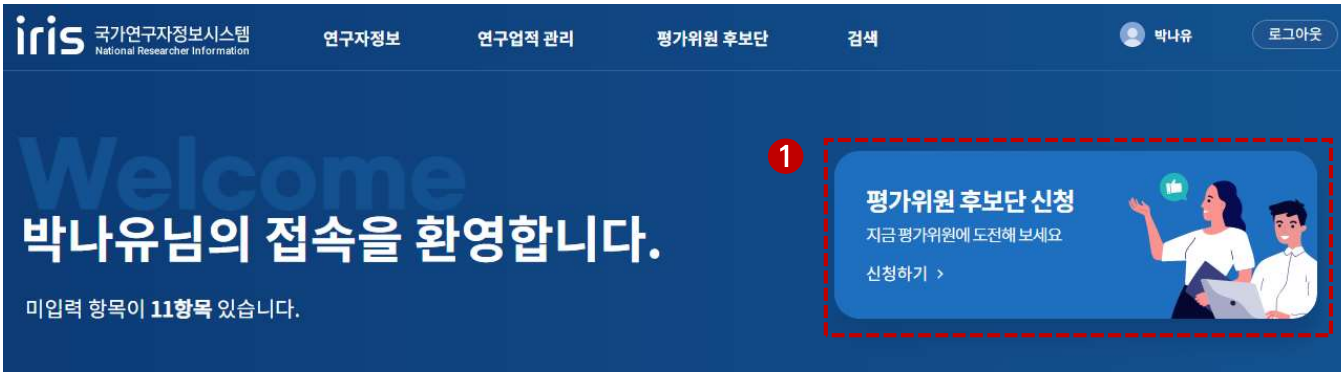 iris 국가연구자정보시스템
National Researcher Information
연구자정보 연구업적 관리 평가위원 후보단 검색 박나유 로그아웃
Welcome
1
평가위원 후보단 신청
지금 평가위원에 도전해 보세요
신청하기 >
박나유님의 접속을 환영합니다.
미입력 항목이 11항목 있습니다.